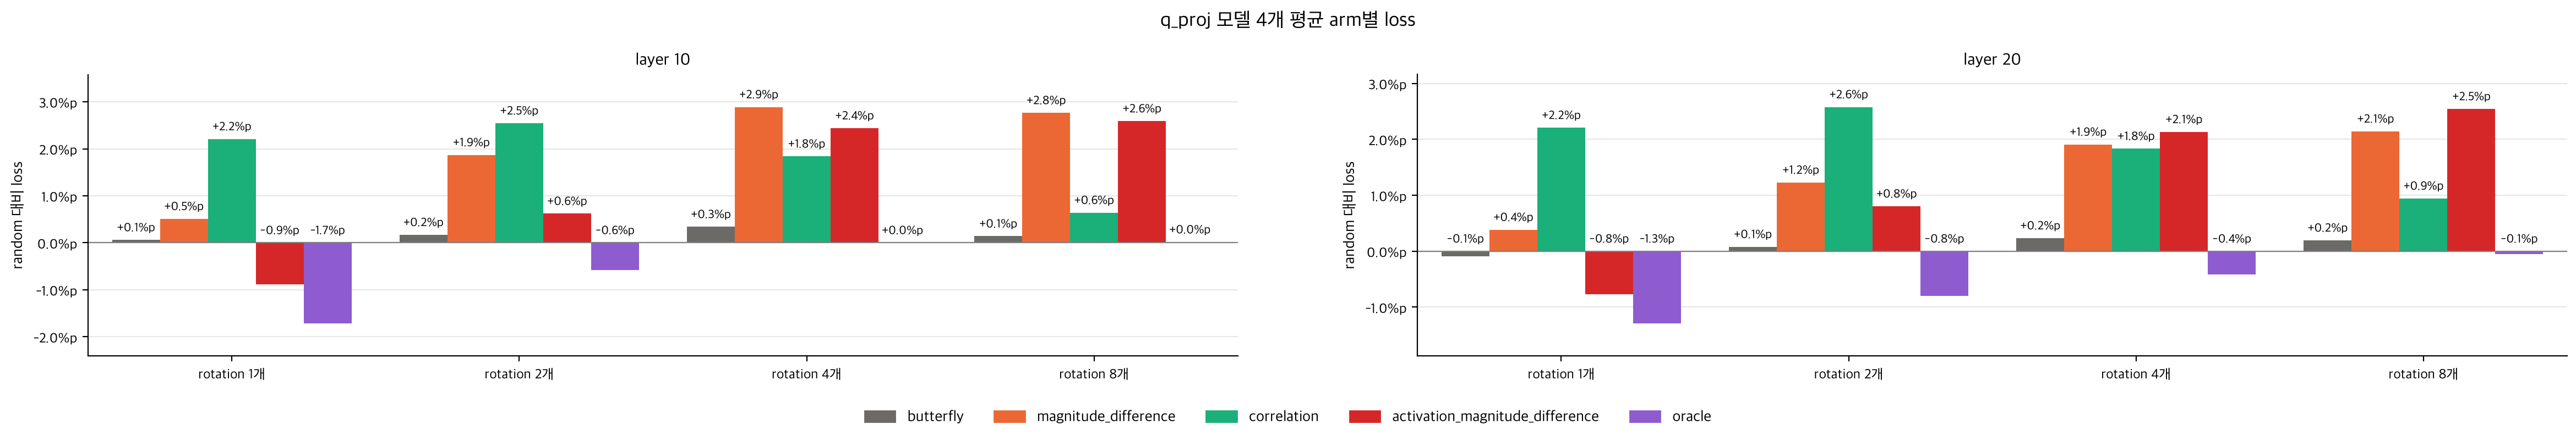 q_proj 모델 4개 평균 arm별 loss
layer 10
random 대비 loss
3.0%p
2.0%p
1.0%p
0.0%p
-1.0%p
-2.0%p
+0.1%p
+0.5%p
+2.2%p
-0.9%p
-1.7%p
+0.2%p
+1.9%p
+2.5%p
+0.6%p
-0.6%p
+0.3%p
+2.9%p
+1.8%p
+2.4%p
+0.0%p
+0.1%p
+2.8%p
+0.6%p
+2.6%p
+0.0%p
rotation 1개
rotation 2개
rotation 4개
rotation 8개
layer 20
random 대비 loss
3.0%p
2.0%p
1.0%p
0.0%p
-1.0%p
-0.1%p
+0.4%p
+2.2%p
-0.8%p
-1.3%p
+0.1%p
+1.2%p
+2.6%p
+0.8%p
-0.8%p
+0.2%p
+1.9%p
+1.8%p
+2.1%p
-0.4%p
+0.2%p
+2.1%p
+0.9%p
+2.5%p
-0.1%p
rotation 1개
rotation 2개
rotation 4개
rotation 8개
butterfly
magnitude_difference
correlation
activation_magnitude_difference
oracle